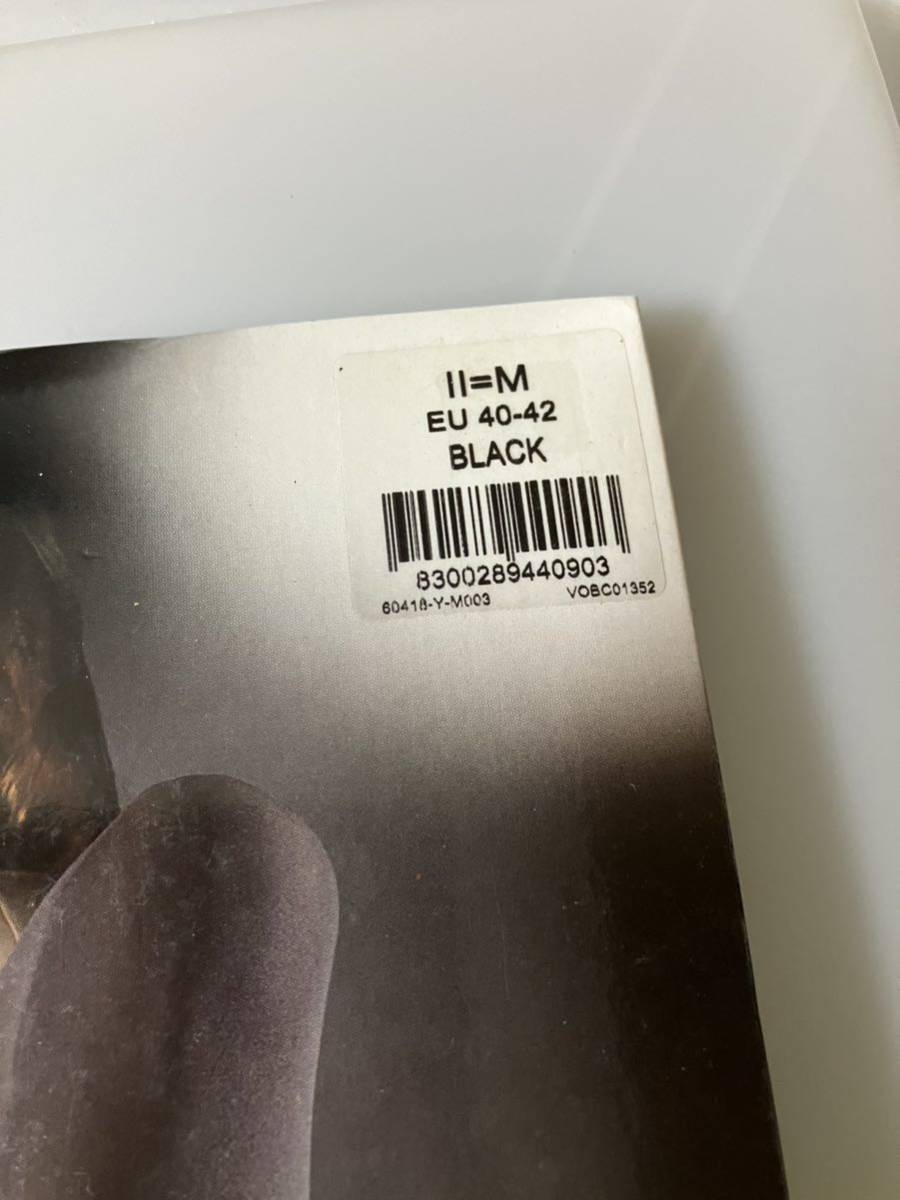 II=M
EU 40-42
BLACK
8300289440903
60418-Y-M003
VOBC01352